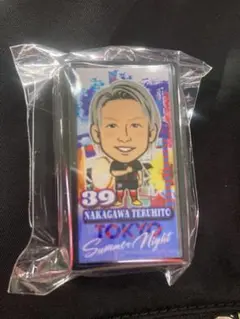 39
NAKAGAWA TERUHITO
TOKYO
Summer Night